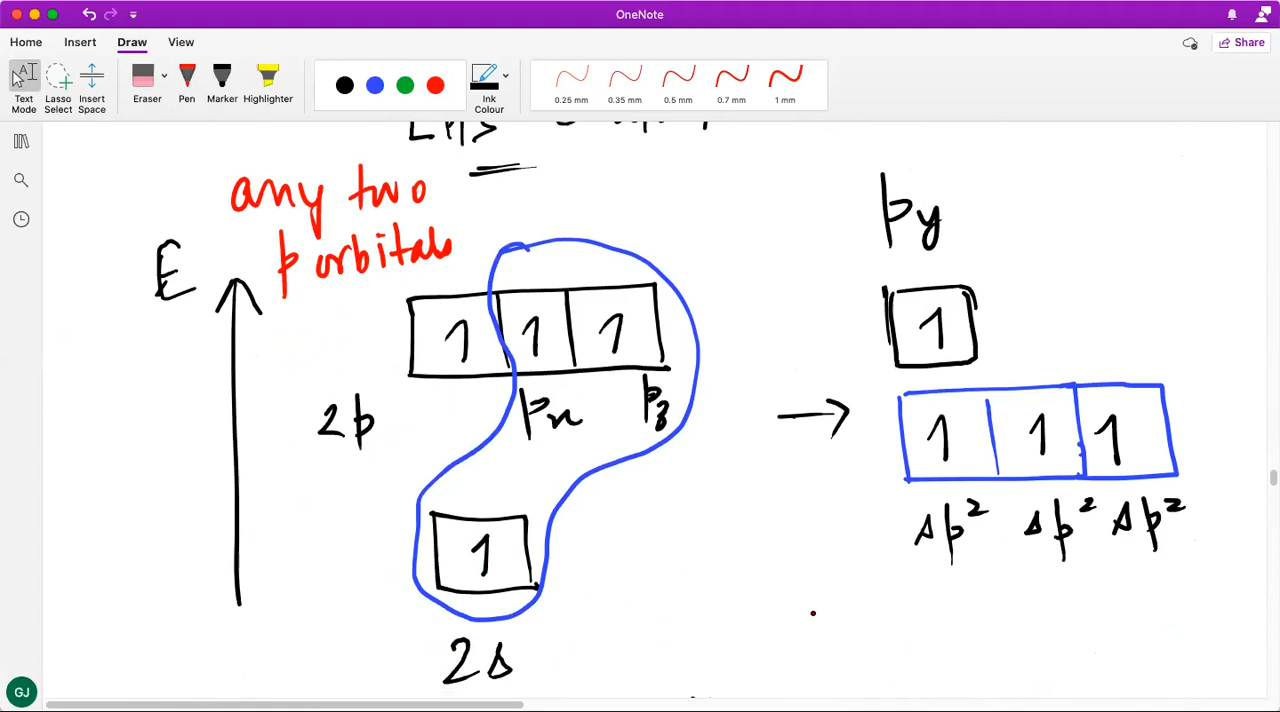 OneNote
Home Insert Draw View
Share
Text Mode
Lasso Select
Insert Space
Eraser
Pen
Marker
Highlighter
Ink Colour
0.25 mm
0.35 mm
0.5 mm
0.7 mm
1 mm
any two
p orbitals
py
E
1 1 1
1
2p
px
pz
→
1 1 1
sp² sp² sp²
1
2s
GJ